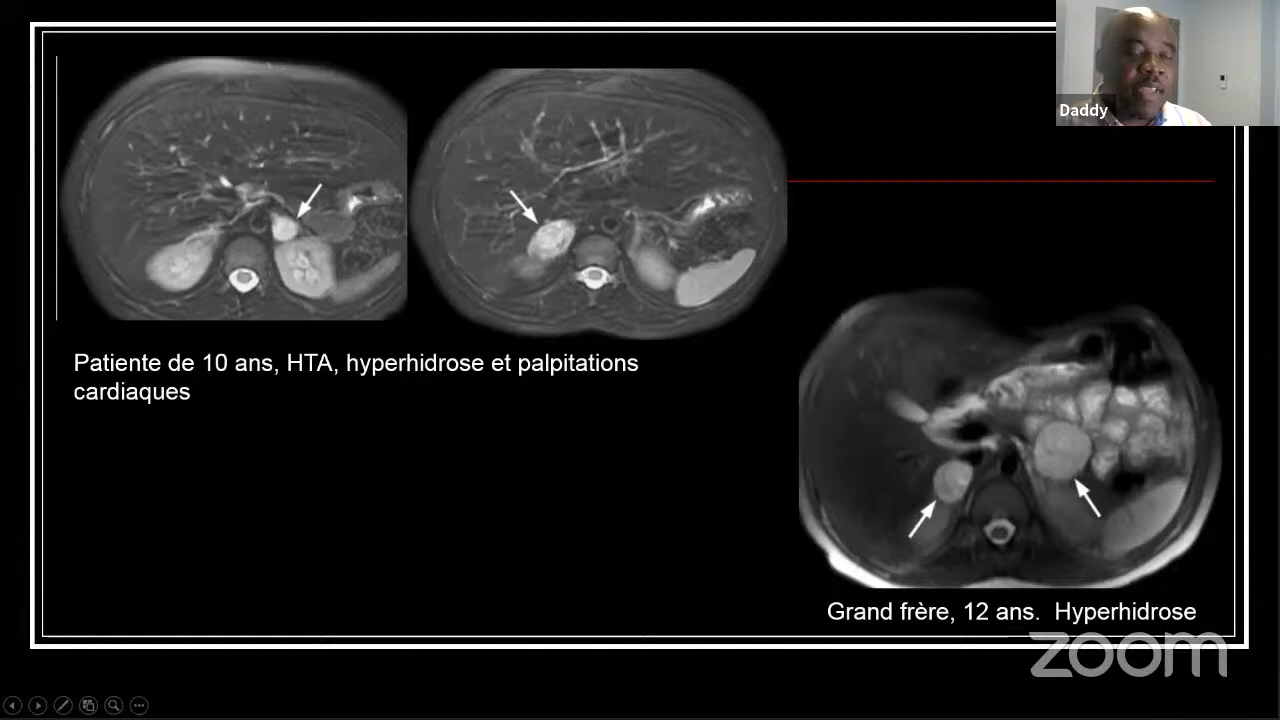 Daddy
Patiente de 10 ans, HTA, hyperhidrose et palpitations
cardiaques
Grand frère, 12 ans. Hyperhidrose
zoom